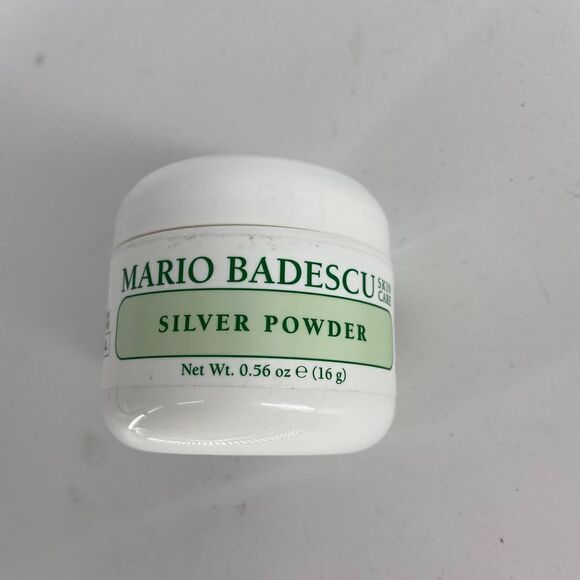 MARIO BADESCU SKIN CARE
SILVER POWDER
Net Wt. 0.56 oz ℮ (16 g)